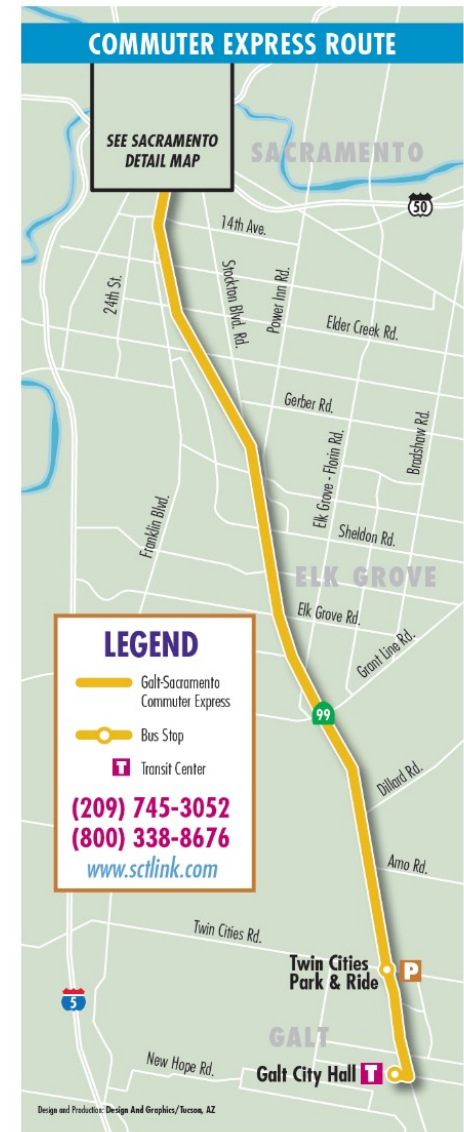 COMMUTER EXPRESS ROUTE
SEE SACRAMENTO
DETAIL MAP
SACRAMENTO
50
14th Ave.
24th St.
Stockton Blvd. Rd.
Power Inn Rd.
Elder Creek Rd.
Gerber Rd.
Bradshaw Rd.
Elk Grove - Florin Rd.
Franklin Blvd.
Sheldon Rd.
ELK GROVE
Elk Grove Rd.
Grant Line Rd.
99
LEGEND
Galt-Sacramento
Commuter Express
Bus Stop
T Transit Center
(209) 745-3052
(800) 338-8676
www.sctlink.com
Dillard Rd.
Arno Rd.
Twin Cities Rd.
Twin Cities
Park & Ride
P
5
GALT
New Hope Rd.
Galt City Hall T
Design and Production: Design And Graphics/Tucson, AZ